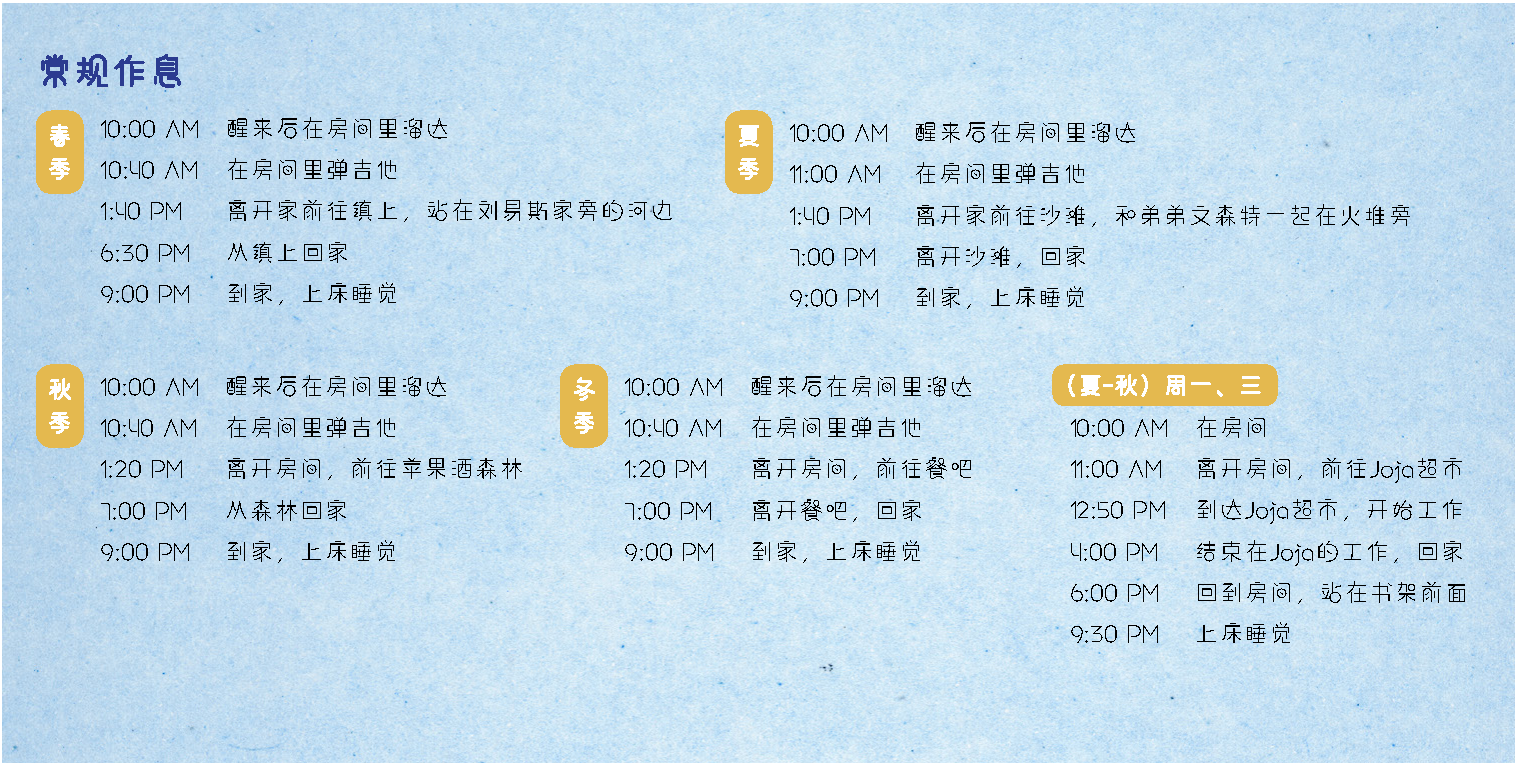 常规作息
春季
10:00 AM 醒来后在房间里溜达
10:40 AM 在房间里弹吉他
1:40 PM 离开家前往镇上，站在刘易斯家旁的河边
6:30 PM 从镇上回家
9:00 PM 到家，上床睡觉
夏季
10:00 AM 醒来后在房间里溜达
11:00 AM 在房间里弹吉他
1:40 PM 离开家前往沙滩，和弟弟文森特一起在火堆旁
7:00 PM 离开沙滩，回家
9:00 PM 到家，上床睡觉
秋季
10:00 AM 醒来后在房间里溜达
10:40 AM 在房间里弹吉他
1:20 PM 离开房间，前往苹果酒森林
7:00 PM 从森林回家
9:00 PM 到家，上床睡觉
冬季
10:00 AM 醒来后在房间里溜达
10:40 AM 在房间里弹吉他
1:20 PM 离开房间，前往餐吧
7:00 PM 离开餐吧，回家
9:00 PM 到家，上床睡觉
（夏-秋）周一、三
10:00 AM 在房间
11:00 AM 离开房间，前往Joja超市
12:50 PM 到达Joja超市，开始工作
4:00 PM 结束在Joja的工作，回家
6:00 PM 回到房间，站在书架前面
9:30 PM 上床睡觉